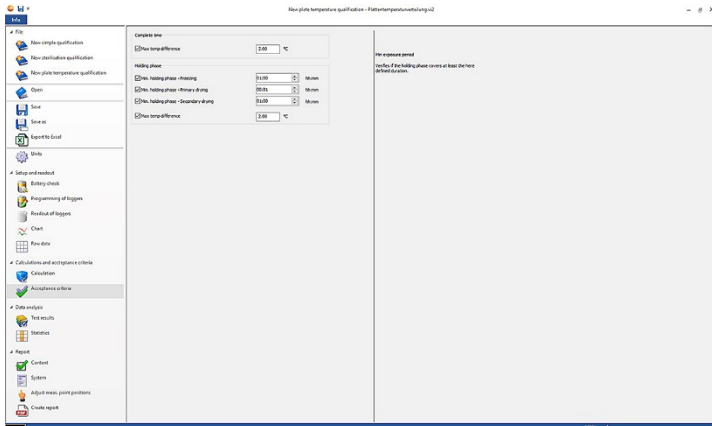 New plate temperature qualification - Plattentemperaturverteilung.vi2
Info
File
New simple qualification
New sterilisation qualification
New plate temperature qualification
Open
Save
Save as
Export to Excel
Units
Setup and readout
Battery check
Programming of loggers
Readout of loggers
Chart
Raw data
Calculations and acceptance criteria
Calculation
Acceptance criteria
Data analysis
Test results
Statistics
Report
Content
System
Adjust meas. point positions
Create report
Complete time
Max temp difference 2.00 °C
Holding phase
Min. holding phase - Freezing 01:00 hh:mm
Min. holding phase - Primary drying 00:01 hh:mm
Min. holding phase - Secondary drying 01:00 hh:mm
Max temp difference 2.00 °C
Min exposure period
Verifies if the holding phase covers at least the here
defined duration.